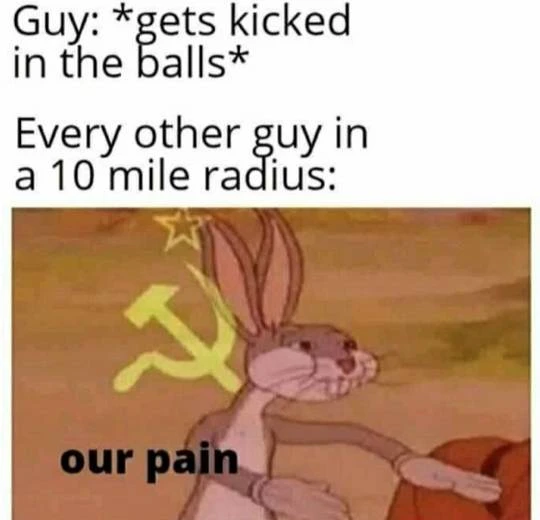 Guy: *gets kicked
in the balls*
Every other guy in
a 10 mile radius:
our pain